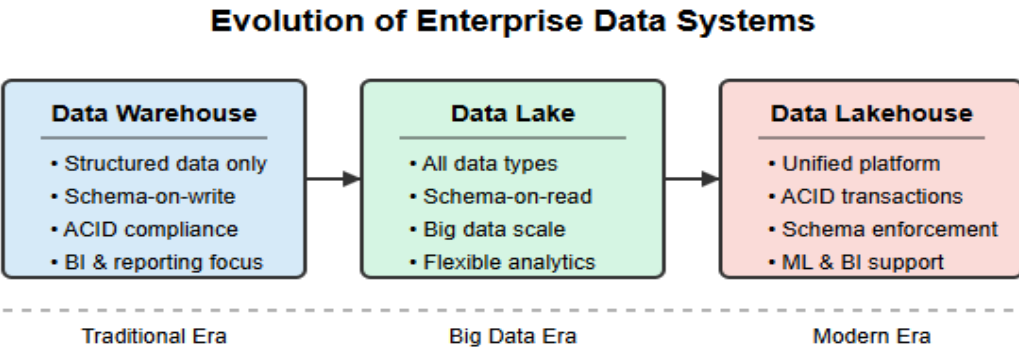 Evolution of Enterprise Data Systems
Data Warehouse
• Structured data only
• Schema-on-write
• ACID compliance
• BI & reporting focus
Data Lake
• All data types
• Schema-on-read
• Big data scale
• Flexible analytics
Data Lakehouse
• Unified platform
• ACID transactions
• Schema enforcement
• ML & BI support
Traditional Era
Big Data Era
Modern Era